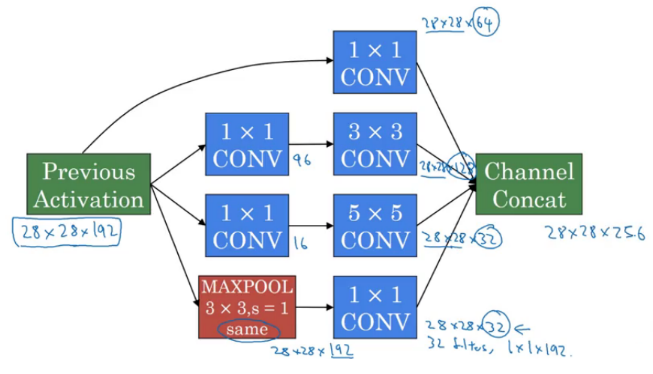 28×28×64
1 × 1
CONV
1 × 1
CONV
96
3 × 3
CONV
28×28×128
Previous
Activation
28×28×192
Channel
Concat
28×28×256
1 × 1
CONV
16
5 × 5
CONV
28×28×32
MAXPOOL
3 × 3,s = 1
same
28×28×192
1 × 1
CONV
28×28×32 ←
32 filters, 1×1×192.